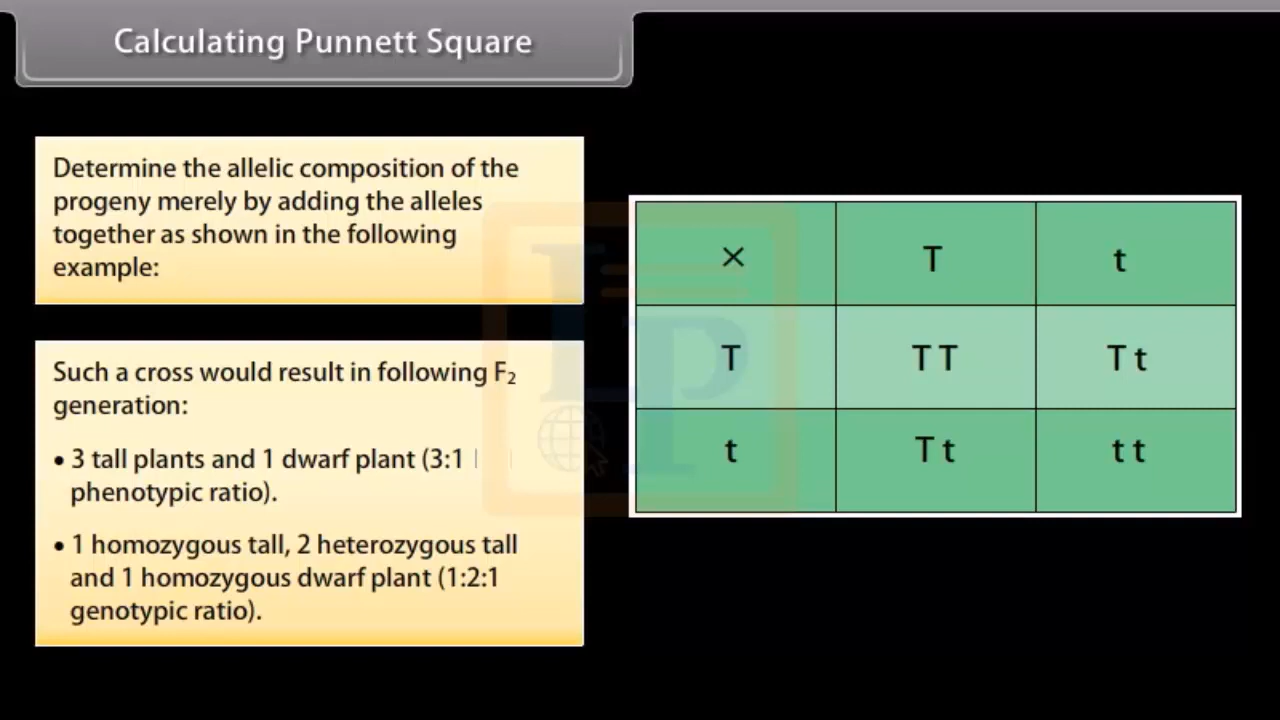 Calculating Punnett Square
Determine the allelic composition of the
progeny merely by adding the alleles
together as shown in the following
example:
Such a cross would result in following F₂
generation:
• 3 tall plants and 1 dwarf plant (3:1
phenotypic ratio).
• 1 homozygous tall, 2 heterozygous tall
and 1 homozygous dwarf plant (1:2:1
genotypic ratio).
× T t
T T T T t
t T t t t
LP